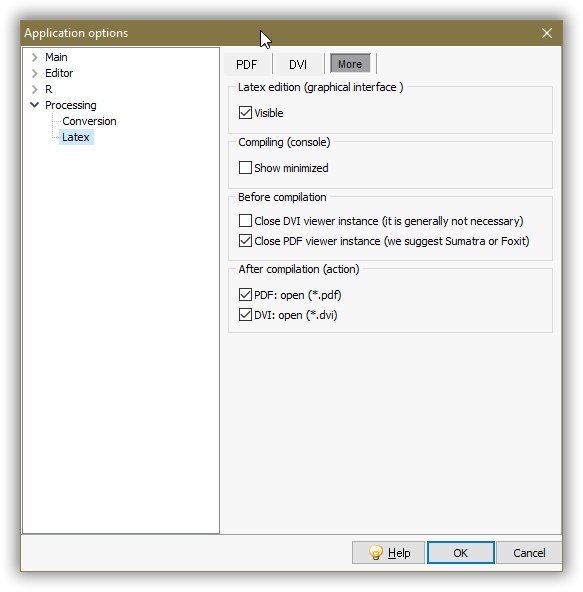 Application options
Main
Editor
R
Processing
Conversion
Latex
PDF DVI More
Latex edition (graphical interface )
Visible
Compiling (console)
Show minimized
Before compilation
Close DVI viewer instance (it is generally not necessary)
Close PDF viewer instance (we suggest Sumatra or Foxit)
After compilation (action)
PDF: open (*.pdf)
DVI: open (*.dvi)
Help OK Cancel